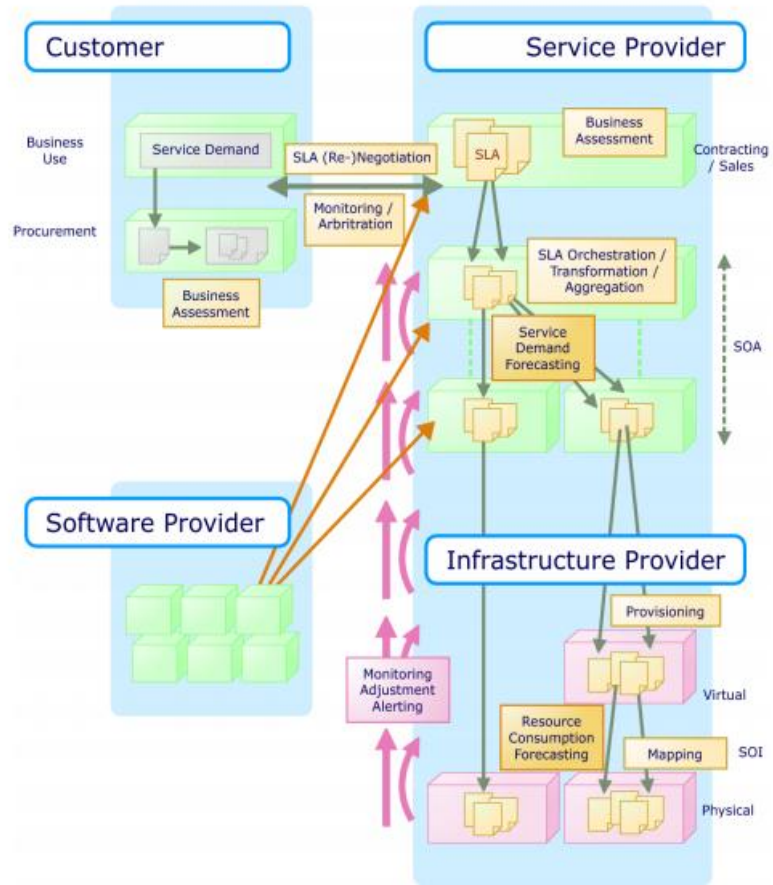 Customer
Service Provider
Business
Use
Service Demand
SLA (Re-)Negotiation
SLA
Business
Assessment
Contracting
/ Sales
Procurement
Monitoring /
Arbritration
Business
Assessment
SLA Orchestration /
Transformation /
Aggregation
Service
Demand
Forecasting
SOA
Software Provider
Infrastructure Provider
Provisioning
Monitoring
Adjustment
Alerting
Virtual
Resource
Consumption
Forecasting
Mapping
SOI
Physical